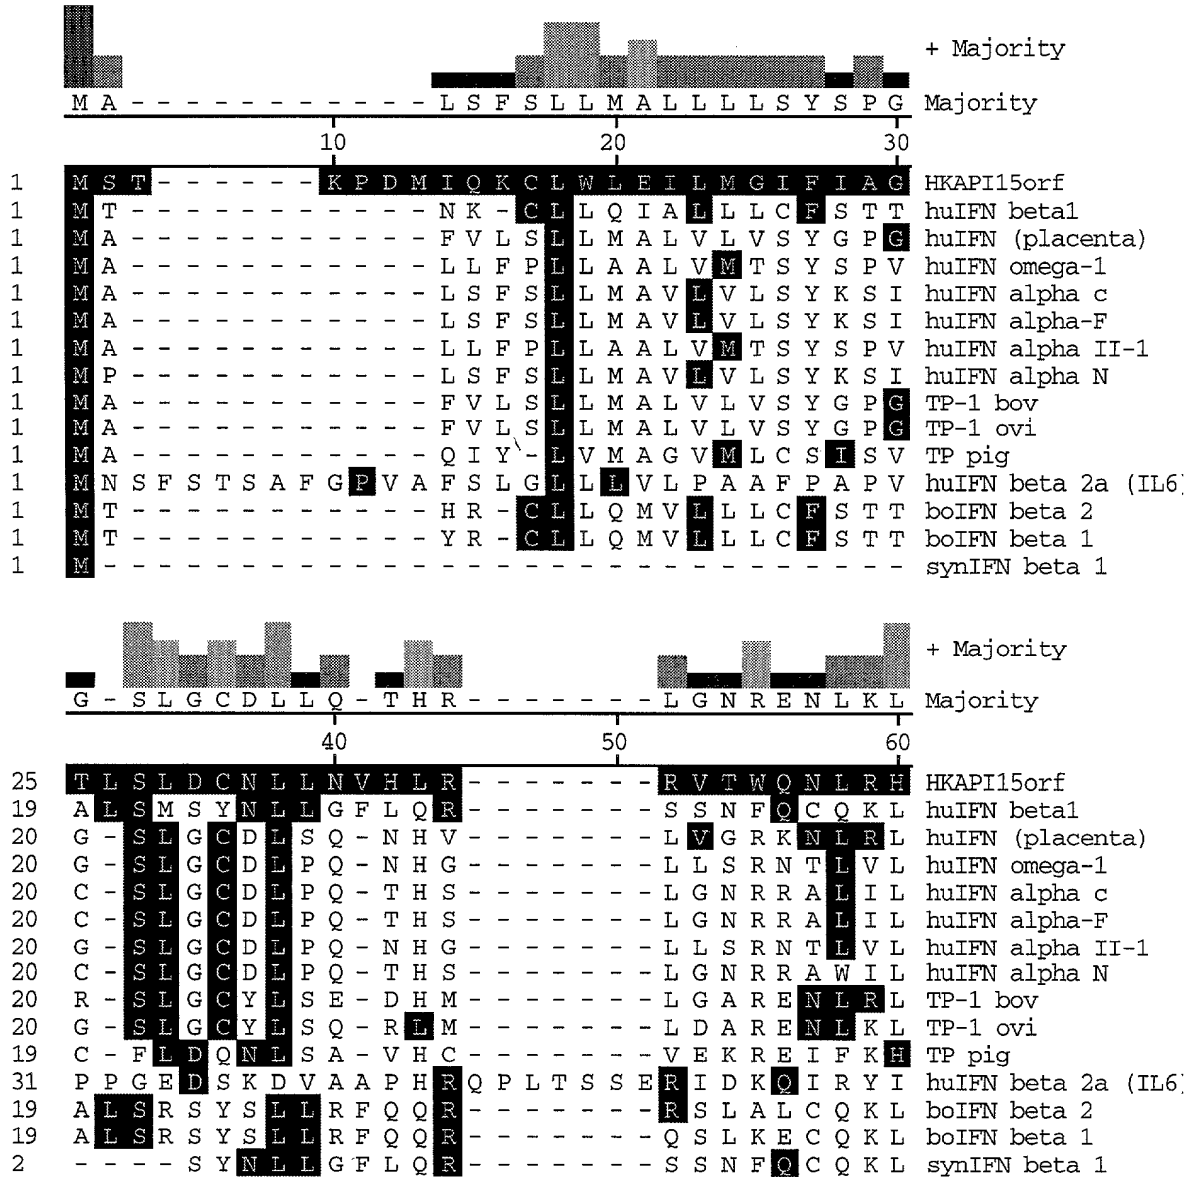 + Majority
M A - - - - - - - - - - - L S F S L L M A L L L L S Y S P G Majority
10 20 30
1 M S T - - - - - - K P D M I Q K C L W L E I L M G I F I A G HKAPI15orf
1 M T - - - - - - - - - - - N K - C L L Q I A L L L C F S T T huIFN beta1
1 M A - - - - - - - - - - - F V L S L L M A L V L V S Y G P G huIFN (placenta)
1 M A - - - - - - - - - - - L L F P L L A A L V M T S Y S P V huIFN omega-1
1 M A - - - - - - - - - - - L S F S L L M A V L V L S Y K S I huIFN alpha c
1 M A - - - - - - - - - - - L S F S L L M A V L V L S Y K S I huIFN alpha-F
1 M A - - - - - - - - - - - L L F P L L A A L V M T S Y S P V huIFN alpha II-1
1 M P - - - - - - - - - - - L S F S L L M A V L V L S Y K S I huIFN alpha N
1 M A - - - - - - - - - - - F V L S L L M A L V L V S Y G P G TP-1 bov
1 M A - - - - - - - - - - - F V L S L L M A L V L V S Y G P G TP-1 ovi
1 M A - - - - - - - - - - - Q I Y - L V M A G V M L C S I S V TP pig
1 M N S F S T S A F G P V A F S L G L L L V L P A A F P A P V huIFN beta 2a (IL6)
1 M T - - - - - - - - - - - H R - C L L Q M V L L L C F S T T boIFN beta 2
1 M T - - - - - - - - - - - Y R - C L L Q M V L L L C F S T T boIFN beta 1
1 M - - - - - - - - - - - - - - - - - - - - - - - - - - - - - synIFN beta 1
+ Majority
G - S L G C D L L Q - T H R - - - - - - - L G N R E N L K L Majority
40 50 60
25 T L S L D C N L L N V H L R - - - - - - - R V T W Q N L R H HKAPI15orf
19 A L S M S Y N L L G F L Q R - - - - - - - S S N F Q C Q K L huIFN beta1
20 G - S L G C D L S Q - N H V - - - - - - - L V G R K N L R L huIFN (placenta)
20 G - S L G C D L P Q - N H G - - - - - - - L L S R N T L V L huIFN omega-1
20 C - S L G C D L P Q - T H S - - - - - - - L G N R R A L I L huIFN alpha c
20 C - S L G C D L P Q - T H S - - - - - - - L G N R R A L I L huIFN alpha-F
20 G - S L G C D L P Q - N H G - - - - - - - L L S R N T L V L huIFN alpha II-1
20 C - S L G C D L P Q - T H S - - - - - - - L G N R R A W I L huIFN alpha N
20 R - S L G C Y L S E - D H M - - - - - - - L G A R E N L R L TP-1 bov
20 G - S L G C Y L S Q - R L M - - - - - - - L D A R E N L K L TP-1 ovi
19 C - F L D Q N L S A - V H C - - - - - - - V E K R E I F K H TP pig
31 P P G E D S K D V A A P H R Q P L T S S E R I D K Q I R Y I huIFN beta 2a (IL6)
19 A L S R S Y S L L R F Q Q R - - - - - - - R S L A L C Q K L boIFN beta 2
19 A L S R S Y S L L R F Q Q R - - - - - - - Q S L K E C Q K L boIFN beta 1
2 - - - - S Y N L L G F L Q R - - - - - - - S S N F Q C Q K L synIFN beta 1